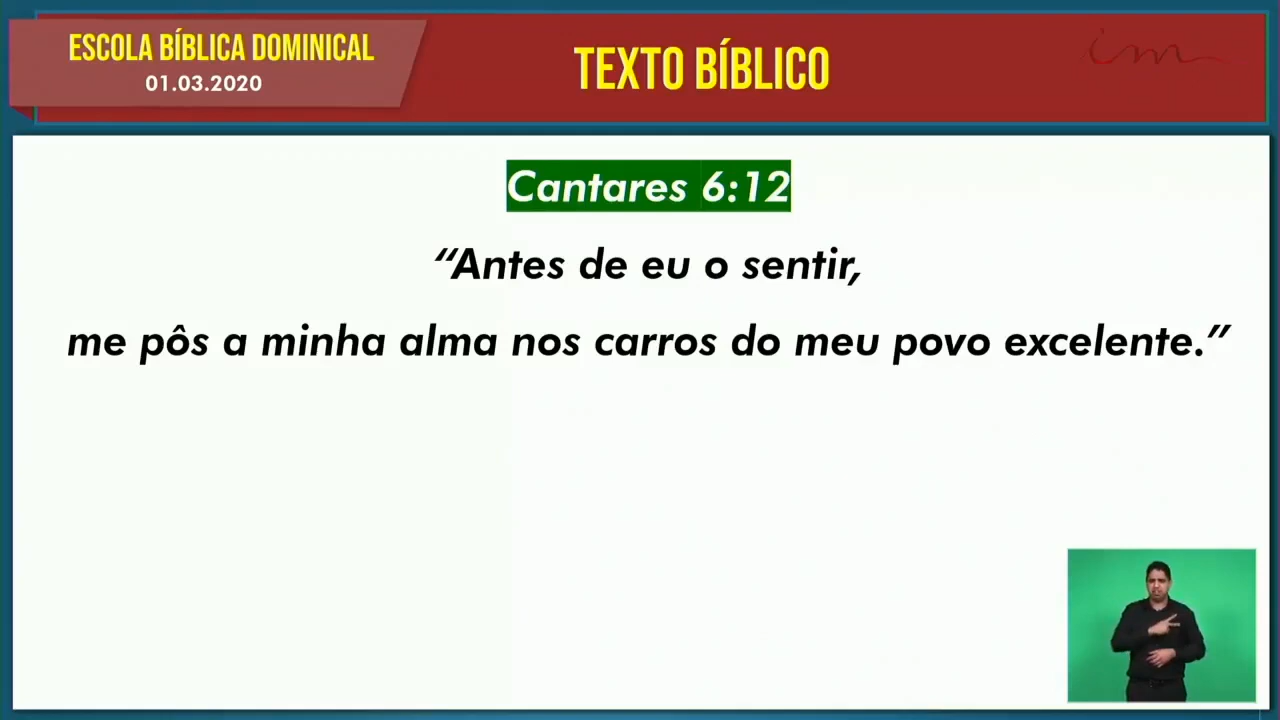 ESCOLA BÍBLICA DOMINICAL
01.03.2020
TEXTO BÍBLICO
im
Cantares 6:12
“Antes de eu o sentir,
me pôs a minha alma nos carros do meu povo excelente.”